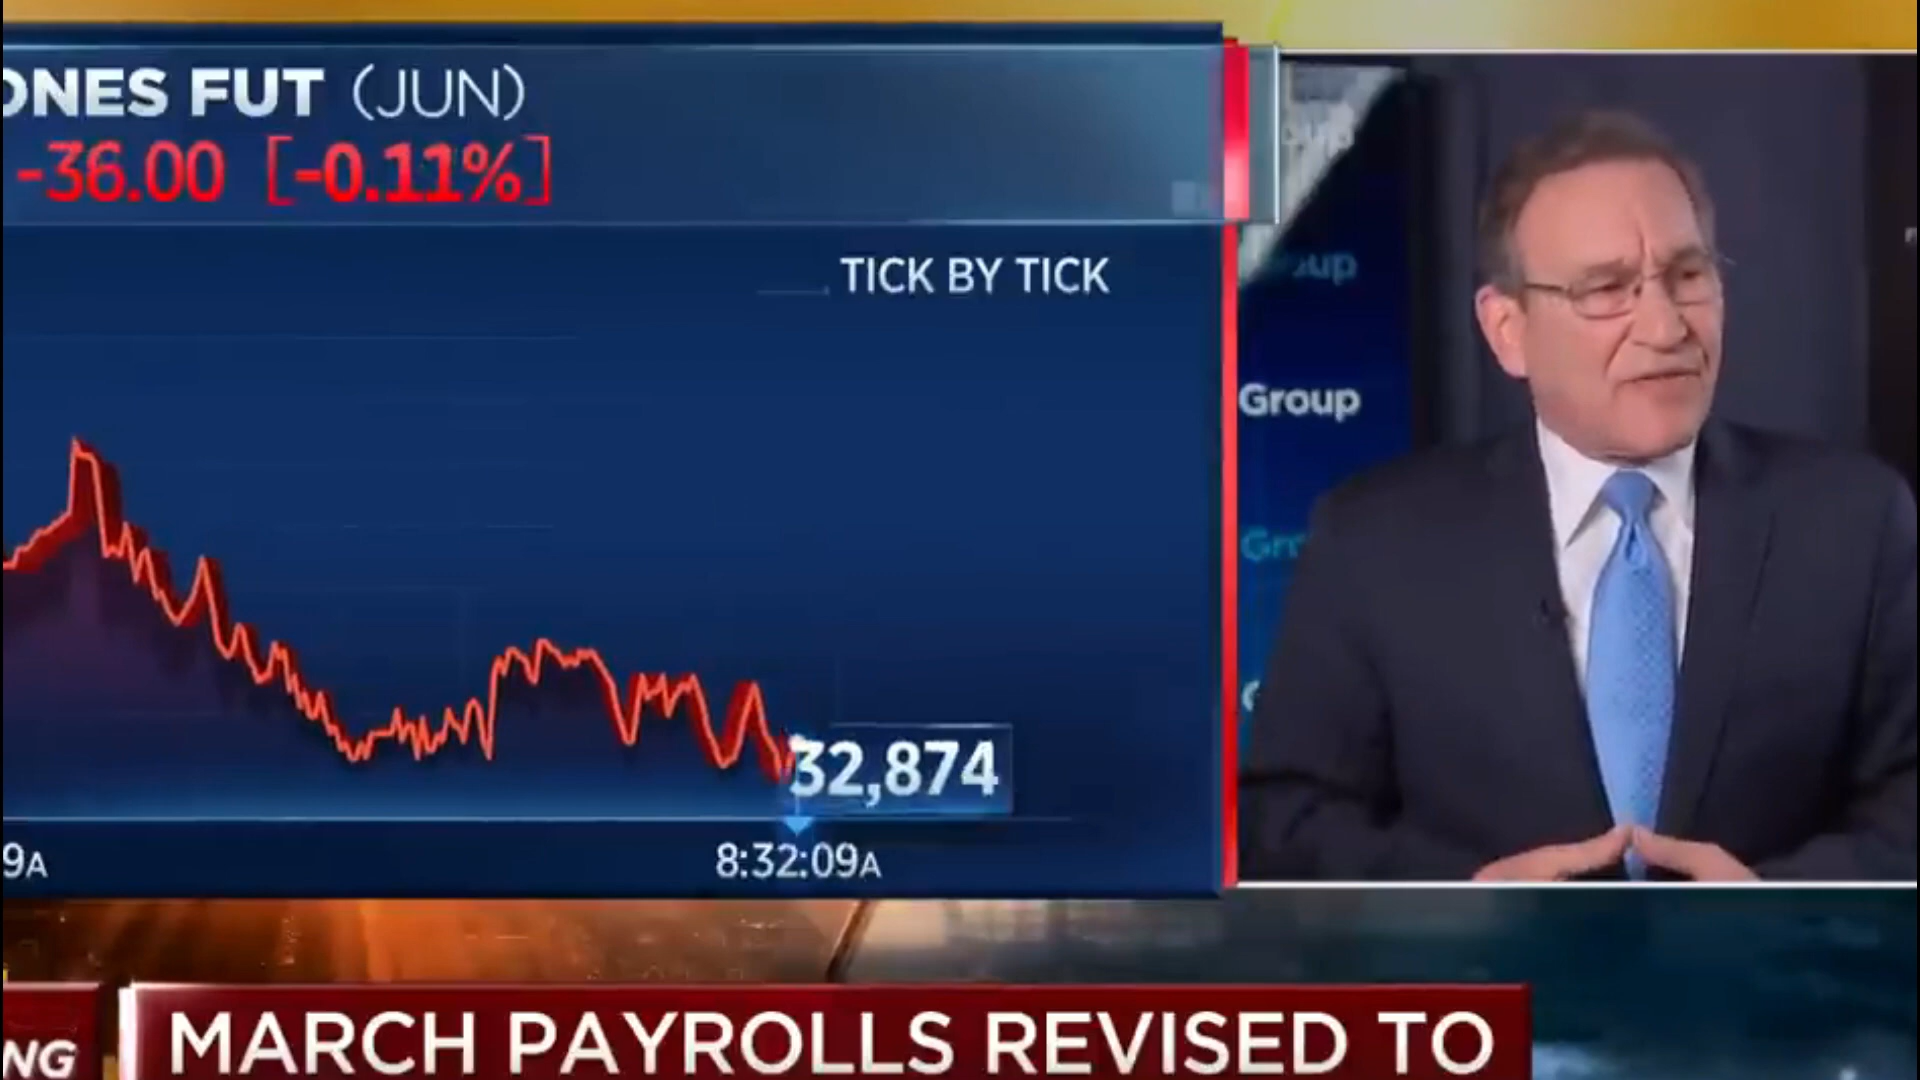 ONES FUT (JUN)
-36.00 [-0.11%]
TICK BY TICK
32,874
9A
8:32:09A
Group
Group
NG
MARCH PAYROLLS REVISED TO